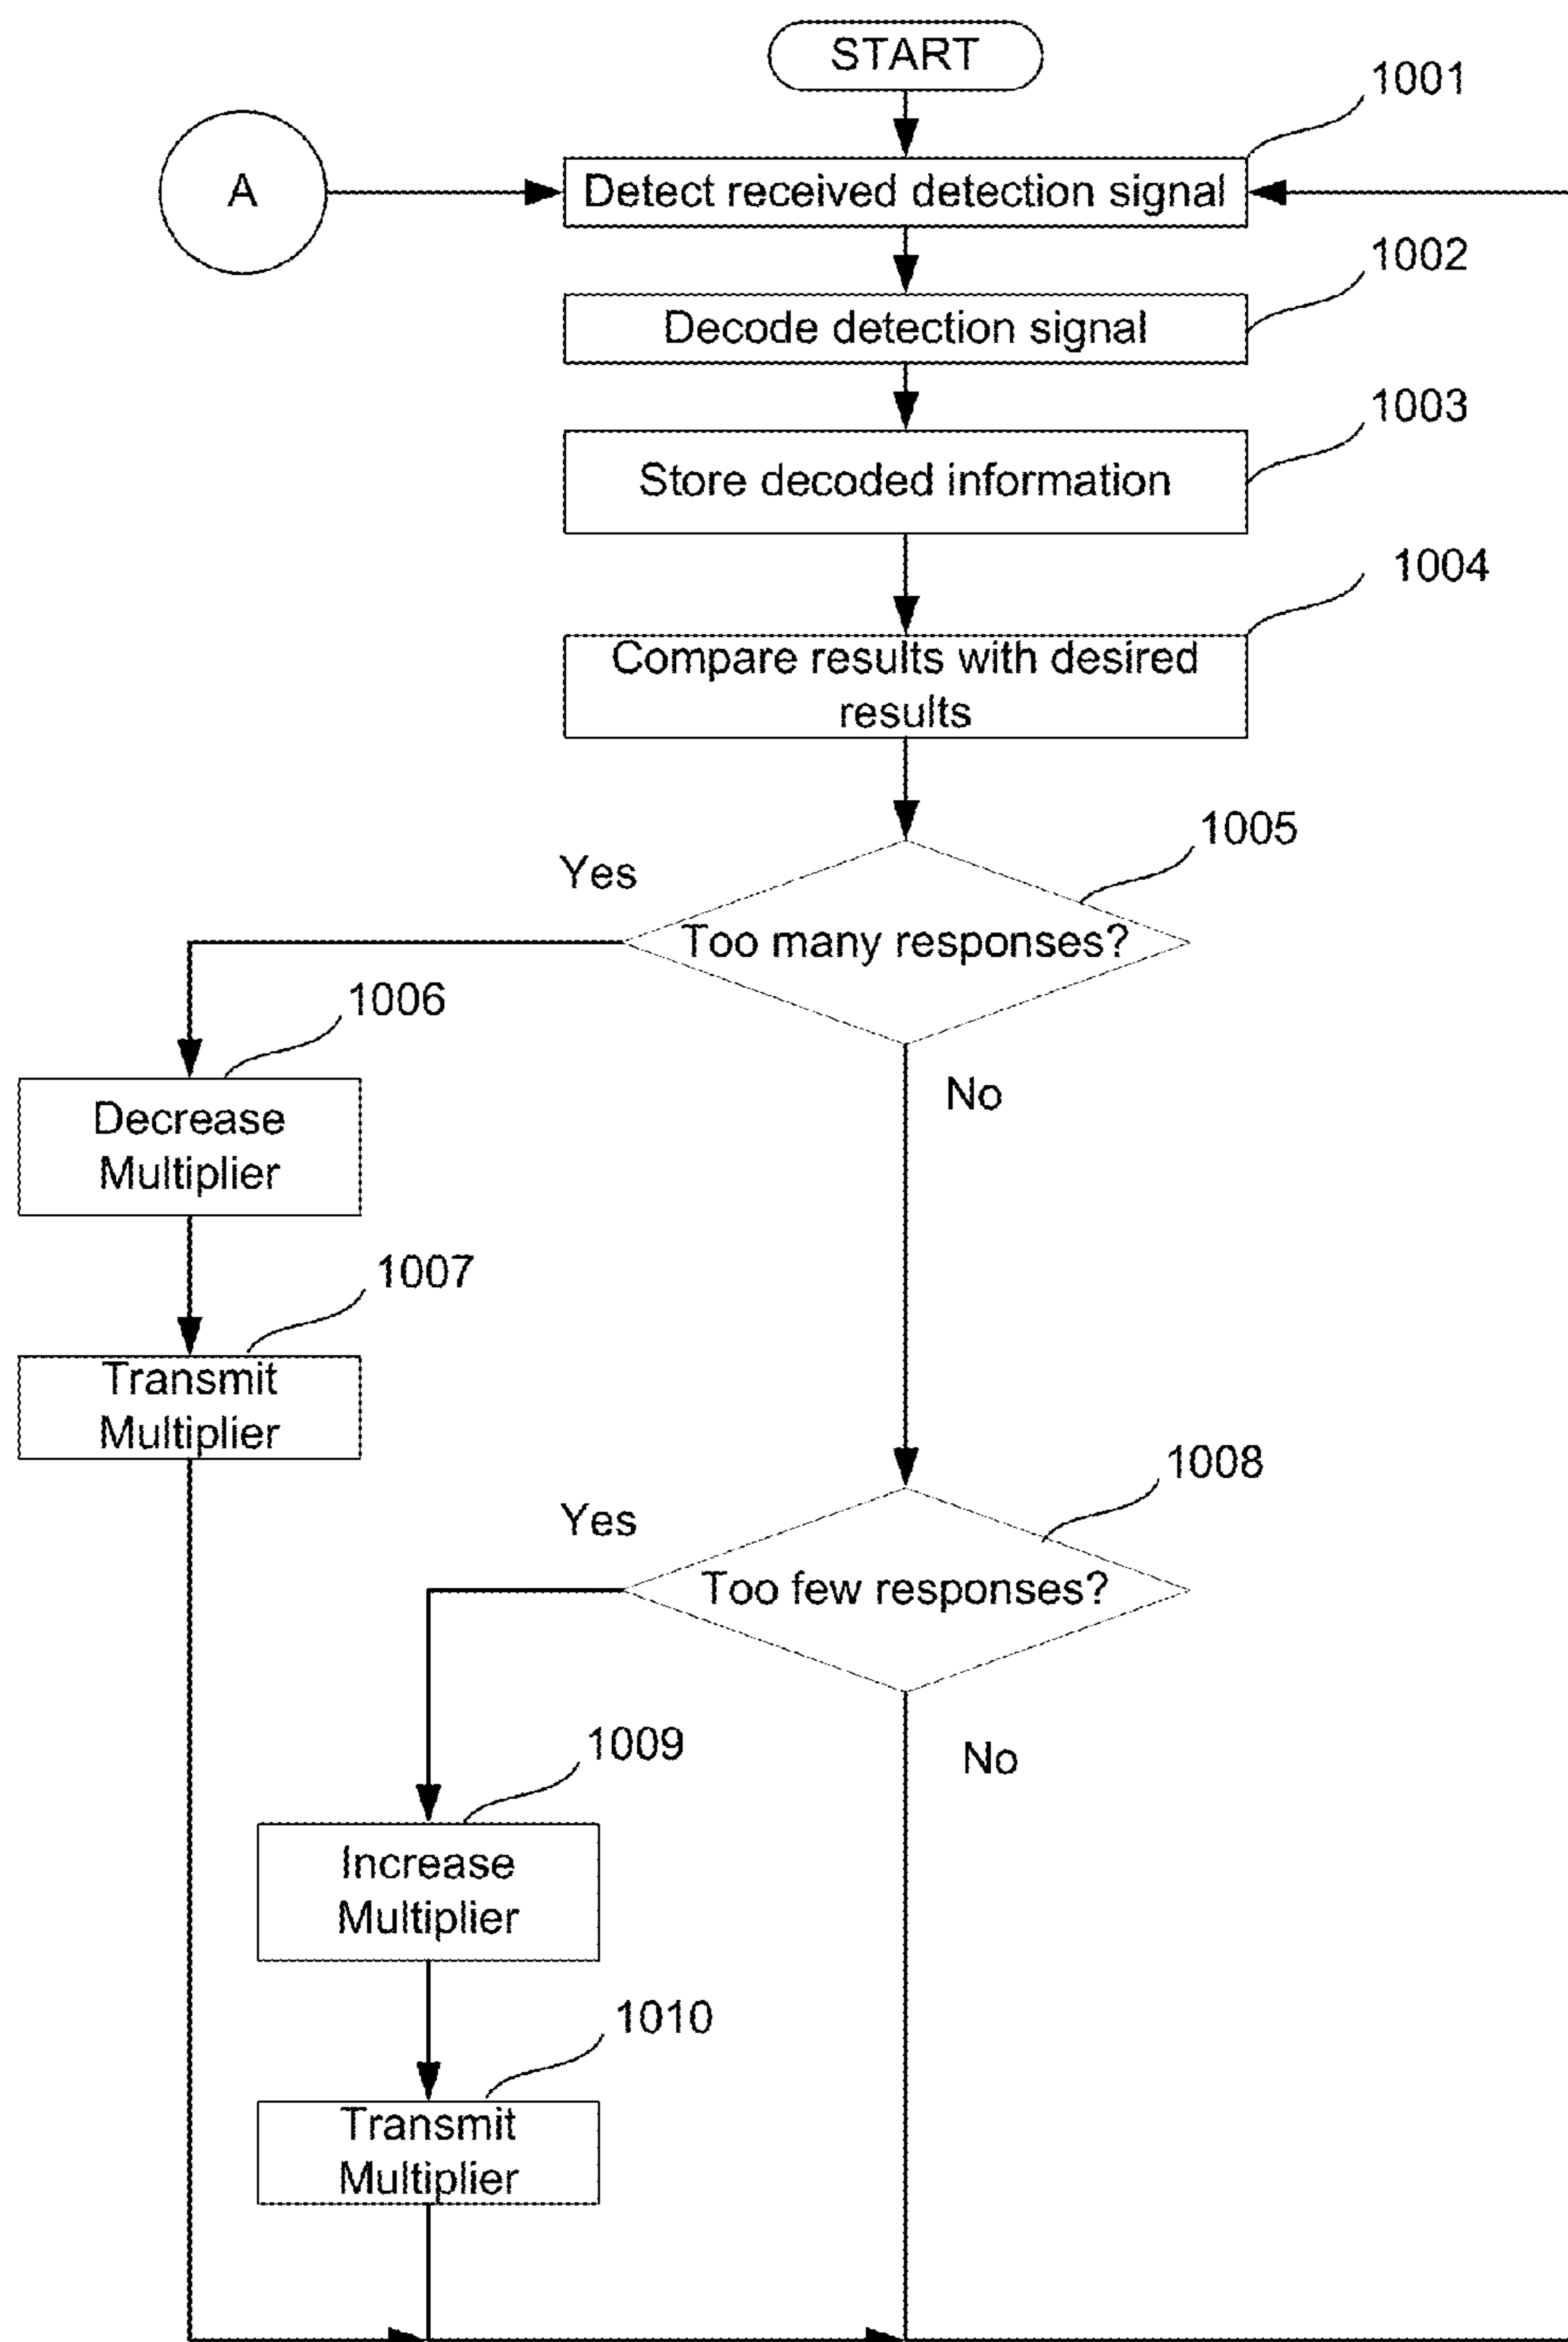 START
1001
A
Detect received detection signal
1002
Decode detection signal
1003
Store decoded information
1004
Compare results with desired
results
1005
Yes
Too many responses?
1006
No
Decrease
Multiplier
1007
Transmit
Multiplier
1008
Yes
Too few responses?
1009
No
Increase
Multiplier
1010
Transmit
Multiplier